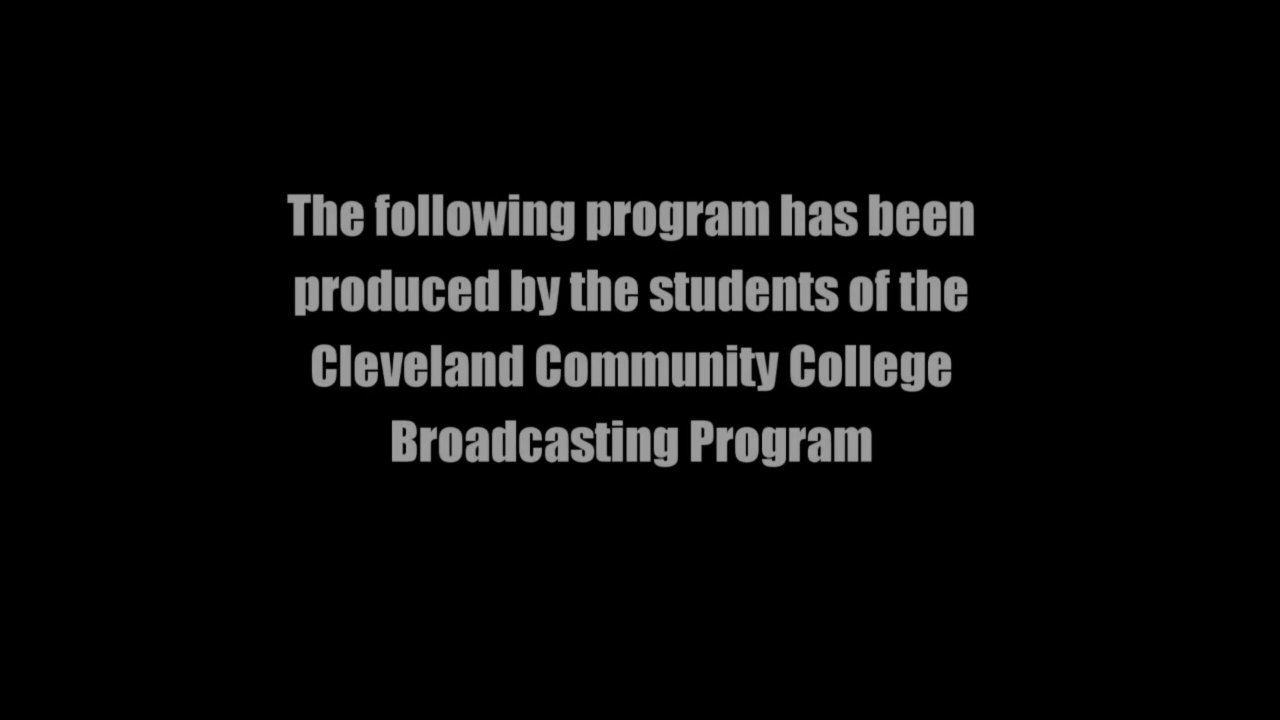 The following program has been
produced by the students of the
Cleveland Community College
Broadcasting Program